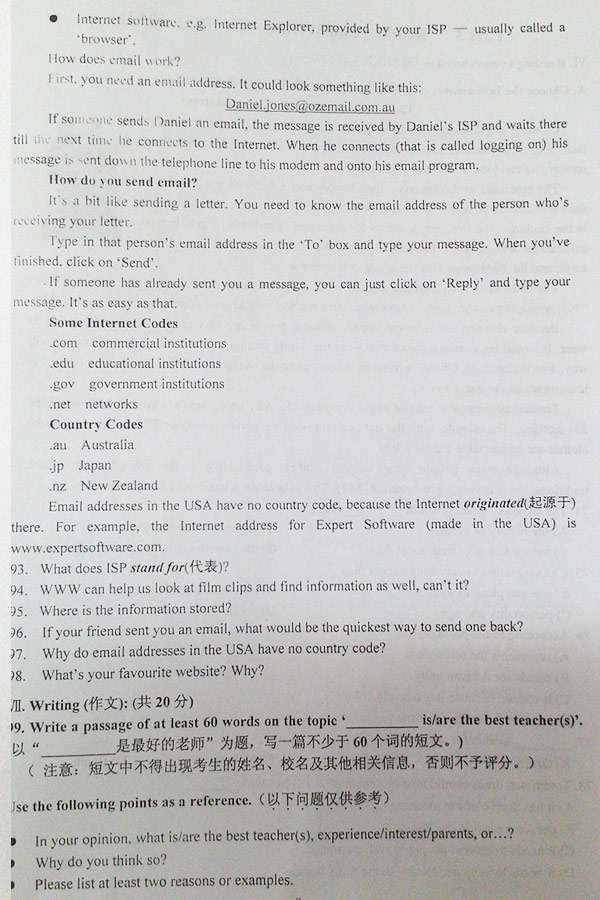 ● Internet software. e.g. Internet Explorer, provided by your ISP — usually called a
'browser'.
How does email work?
First. you need an email address. It could look something like this:
Daniel.jones@ozemail.com.au
If someone sends Daniel an email, the message is received by Daniel's ISP and waits there
till the next time he connects to the Internet. When he connects (that is called logging on) his
message is sent down the telephone line to his modem and onto his email program.
How do you send email?
It's a bit like sending a letter. You need to know the email address of the person who's
receiving your letter.
Type in that person's email address in the 'To' box and type your message. When you've
finished. click on 'Send'.
If someone has already sent you a message, you can just click on 'Reply' and type your
message. It's as easy as that.
Some Internet Codes
.com commercial institutions
.edu educational institutions
.gov government institutions
.net networks
Country Codes
.au Australia
.jp Japan
.nz New Zealand
Email addresses in the USA have no country code, because the Internet originated(起源于)
there. For example, the Internet address for Expert Software (made in the USA) is
www.expertsoftware.com.
93. What does ISP stand for(代表)?
94. WWW can help us look at film clips and find information as well, can't it?
95. Where is the information stored?
96. If your friend sent you an email, what would be the quickest way to send one back?
97. Why do email addresses in the USA have no country code?
98. What's your favourite website? Why?
VII. Writing (作文): (共 20 分)
99. Write a passage of at least 60 words on the topic '__________ is/are the best teacher(s)'.
以 "__________是最好的老师" 为题，写一篇不少于 60 个词的短文。)
( 注意：短文中不得出现考生的姓名、校名及其他相关信息，否则不予评分。)
Use the following points as a reference.（以下问题仅供参考）
● In your opinion. what is/are the best teacher(s), experience/interest/parents, or…?
● Why do you think so?
● Please list at least two reasons or examples.